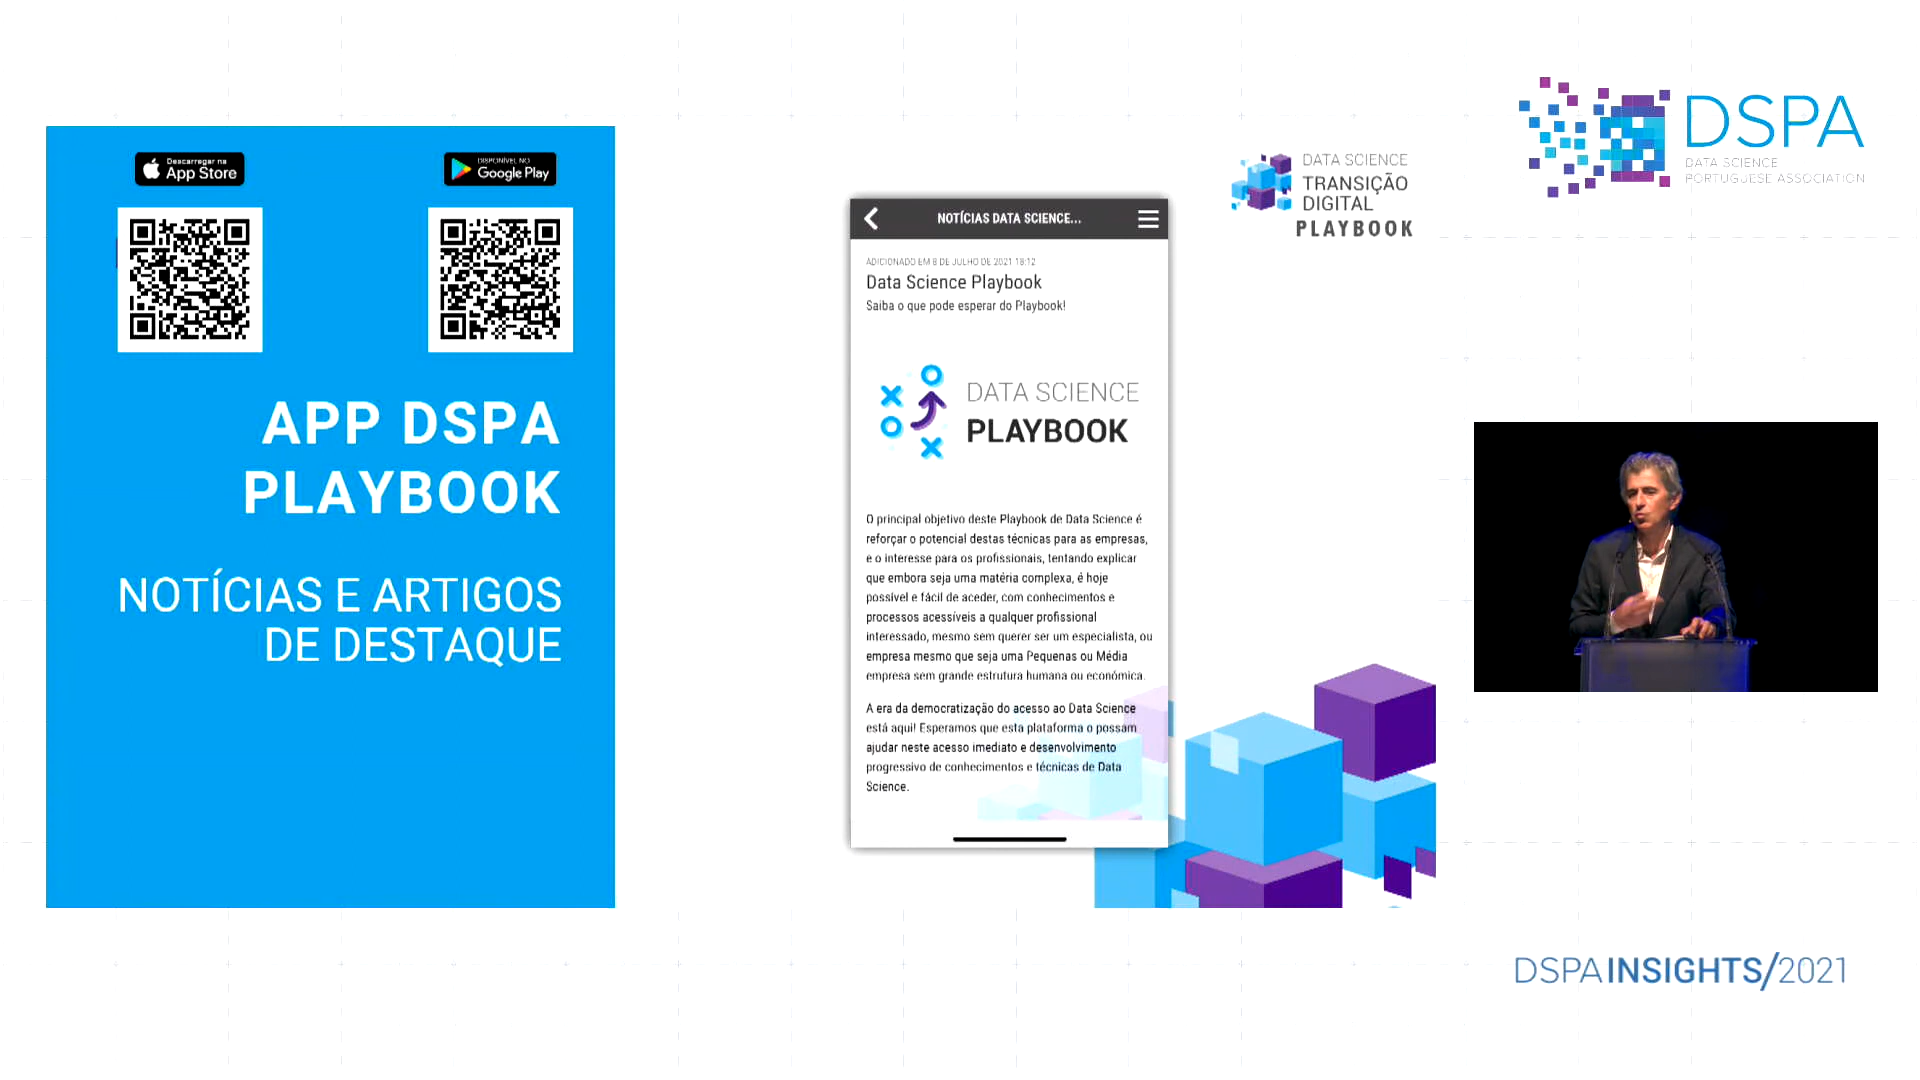 Descarregar na
App Store
DISPONÍVEL NO
Google Play
APP DSPA
PLAYBOOK
NOTÍCIAS E ARTIGOS
DE DESTAQUE
NOTÍCIAS DATA SCIENCE...
ADICIONADO EM 8 DE JULHO DE 2021 18:12
Data Science Playbook
Saiba o que pode esperar do Playbook!
DATA SCIENCE
PLAYBOOK
O principal objetivo deste Playbook de Data Science é
reforçar o potencial destas técnicas para as empresas,
e o interesse para os profissionais, tentando explicar
que embora seja uma matéria complexa, é hoje
possível e fácil de aceder, com conhecimentos e
processos acessíveis a qualquer profissional
interessado, mesmo sem querer ser um especialista, ou
empresa mesmo que seja uma Pequenas ou Média
empresa sem grande estrutura humana ou económica.
A era da democratização do acesso ao Data Science
está aqui! Esperamos que esta plataforma o possam
ajudar neste acesso imediato e desenvolvimento
progressivo de conhecimentos e técnicas de Data
Science.
DATA SCIENCE
TRANSIÇÃO
DIGITAL
PLAYBOOK
DSPA
DATA SCIENCE
PORTUGUESE ASSOCIATION
DSPAINSIGHTS/2021